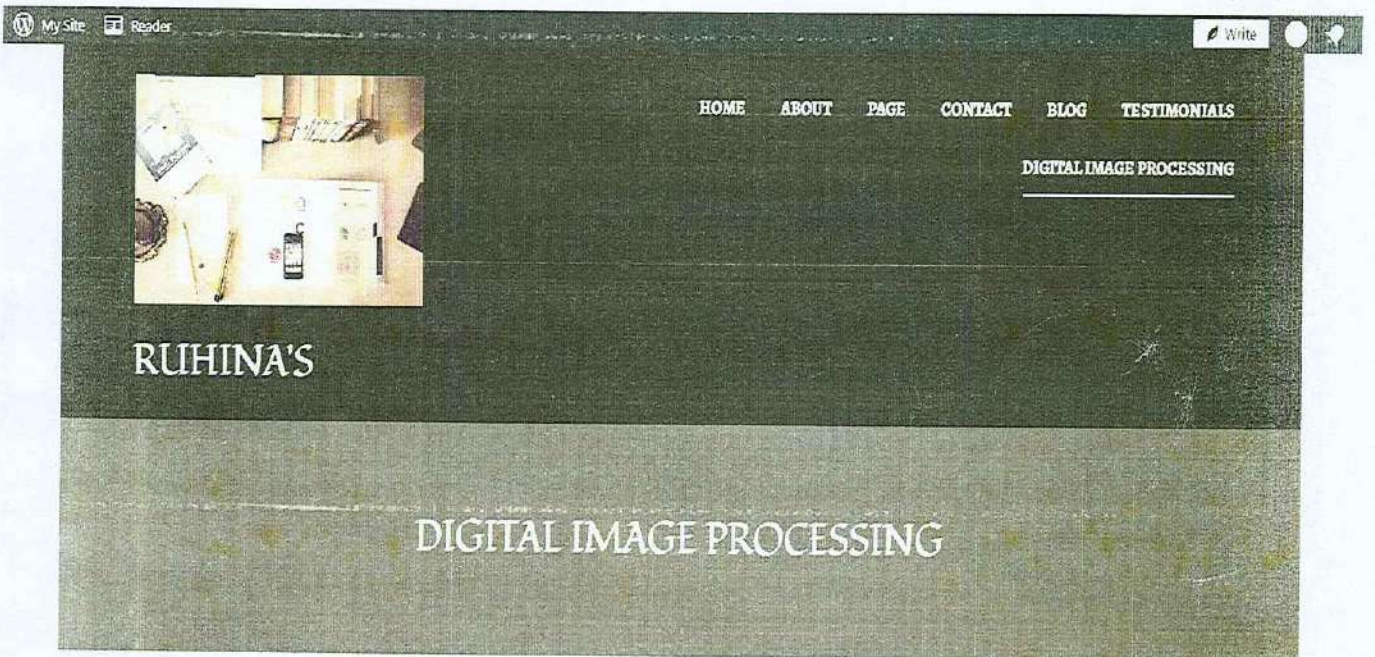 My Site Reader Write
HOME ABOUT PAGE CONTACT BLOG TESTIMONIALS
DIGITAL IMAGE PROCESSING
RUHINA'S
DIGITAL IMAGE PROCESSING